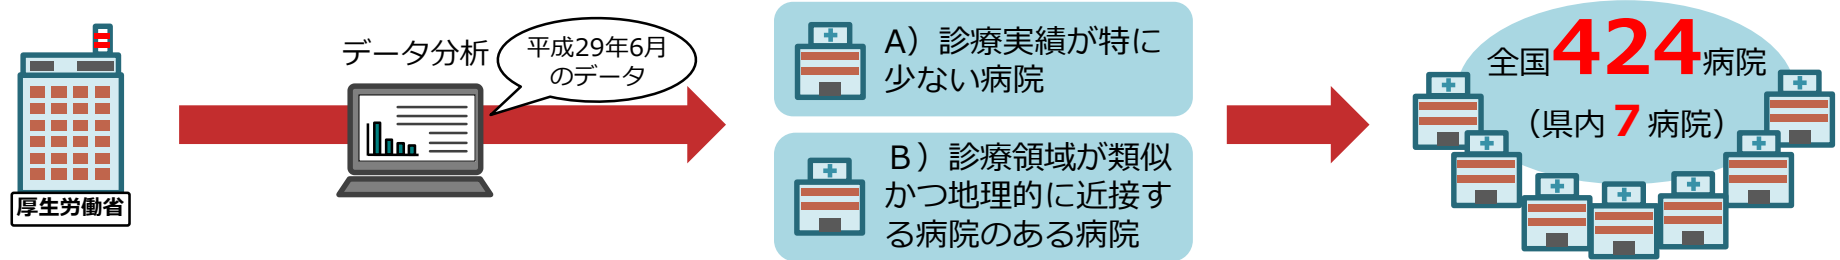 厚生労働省
データ分析
平成29年6月
のデータ
A）診療実績が特に
少ない病院
B）診療領域が類似
かつ地理的に近接す
る病院のある病院
全国424病院
（県内7病院）